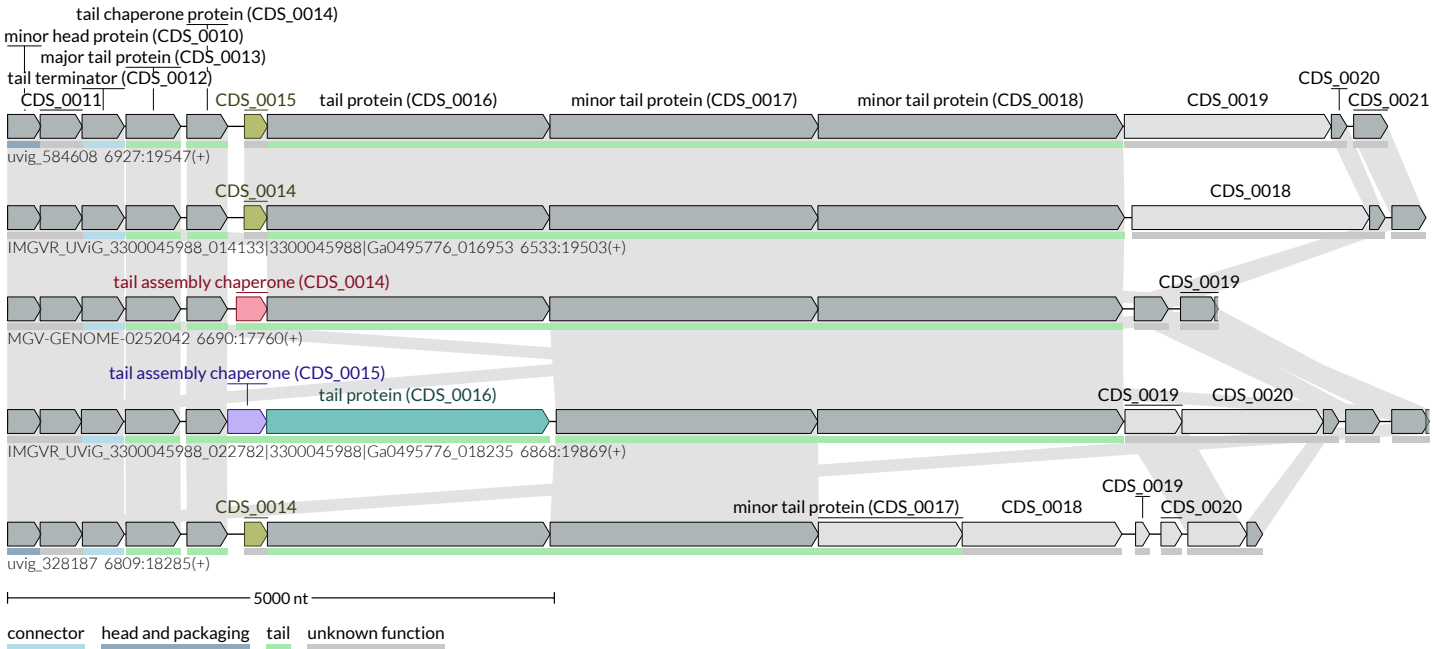 tail chaperone protein (CDS_0014)
minor head protein (CDS_0010)
major tail protein (CDS_0013)
tail terminator (CDS_0012)
CDS_0020
CDS_0011 CDS_0015 tail protein (CDS_0016) minor tail protein (CDS_0017) minor tail protein (CDS_0018) CDS_0019 CDS_0021
uvig_584608 6927:19547(+)
CDS_0014 CDS_0018
IMGVR_UViG_3300045988_014133|3300045988|Ga0495776_016953 6533:19503(+)
tail assembly chaperone (CDS_0014) CDS_0019
MGV-GENOME-0252042 6690:17760(+)
tail assembly chaperone (CDS_0015)
tail protein (CDS_0016) CDS_0019 CDS_0020
IMGVR_UViG_3300045988_022782|3300045988|Ga0495776_018235 6868:19869(+)
CDS_0019
CDS_0014 minor tail protein (CDS_0017) CDS_0018 CDS_0020
uvig_328187 6809:18285(+)
5000 nt
connector head and packaging tail unknown function